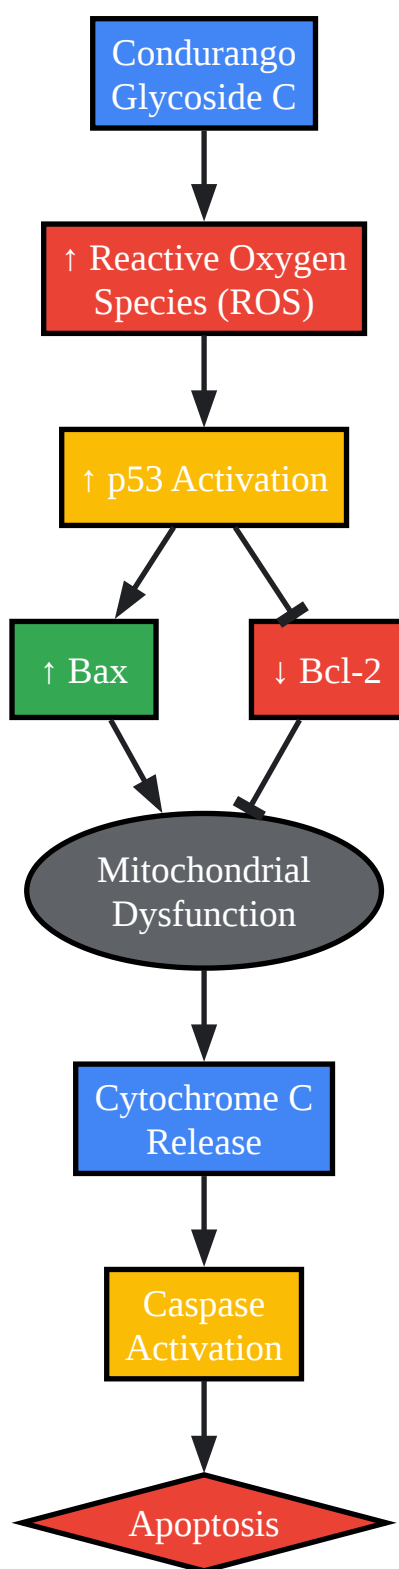 Condurango
Glycoside C
↑ Reactive Oxygen
Species (ROS)
↑ p53 Activation
↑ Bax
↓ Bcl-2
Mitochondrial
Dysfunction
Cytochrome C
Release
Caspase
Activation
Apoptosis